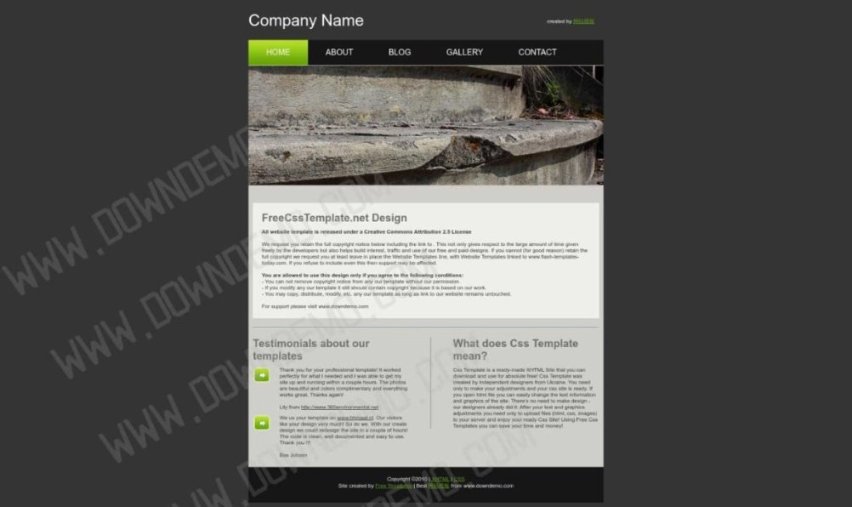 Company Name
created by
HOME
ABOUT
BLOG
GALLERY
CONTACT
FreeCssTemplate.net Design
All website template is released under a Creative Commons Attribution 2.5 License
We request you retain the full copyright notice below including the link to . This not only gives respect to the large amount of time given
freely by the developers but also helps build interest, traffic and use of our free and paid designs. If you cannot (for good reason) retain the
full copyright we request you at least leave in place the Website Templates line, with Website Templates linked to www.flash-templates-
today.com. If you refuse to include even this then support may be affected.
You are allowed to use this design only if you agree to the following conditions:
- You can not remove copyright notice from any our template without our permission.
- If you modify any our template it still should contain copyright because it is based on our work.
- You may copy, distribute, modify, etc. any our template as long as link to our website remains untouched.
For support please visit www.downdemo.com
Testimonials about our
templates
Thank you for your professional template! It worked
perfectly for what I needed and I was able to get my
site up and running within a couple hours. The photos
are beautiful and colors complimentary and everything
works great. Thanks again!
Lily from
We us your template on
Our visitors
like your design very much! So do we. With our create
design we could redesign the site in a couple of hours!
The code is clean, well documented and easy to use.
Thank you !!!
Bas Jobsen
What does Css Template
mean?
Css Template is a ready-made XHTML Site that you can
download and use for absolute free! Css Template was
created by independent designers from Ukraine. You need
only to make your adjustments and your css site is ready. If
you open html file you can easily change the text information
and graphics of the site. There's no need to make design -
our designers already did it. After your text and graphics
adjustments you need only to upload files (html, css, images)
to your server and enjoy your ready Css Site! Using Free Css
Templates you can save your time and money!
Copyright ©2010 | XHTML | CSS
Site created by Free Templates | Best from www.downdemo.com
WWW.DOWNDEMO.COM
WWW.DOWNDEMO.COM
WWW.DOWNDEMO.COM